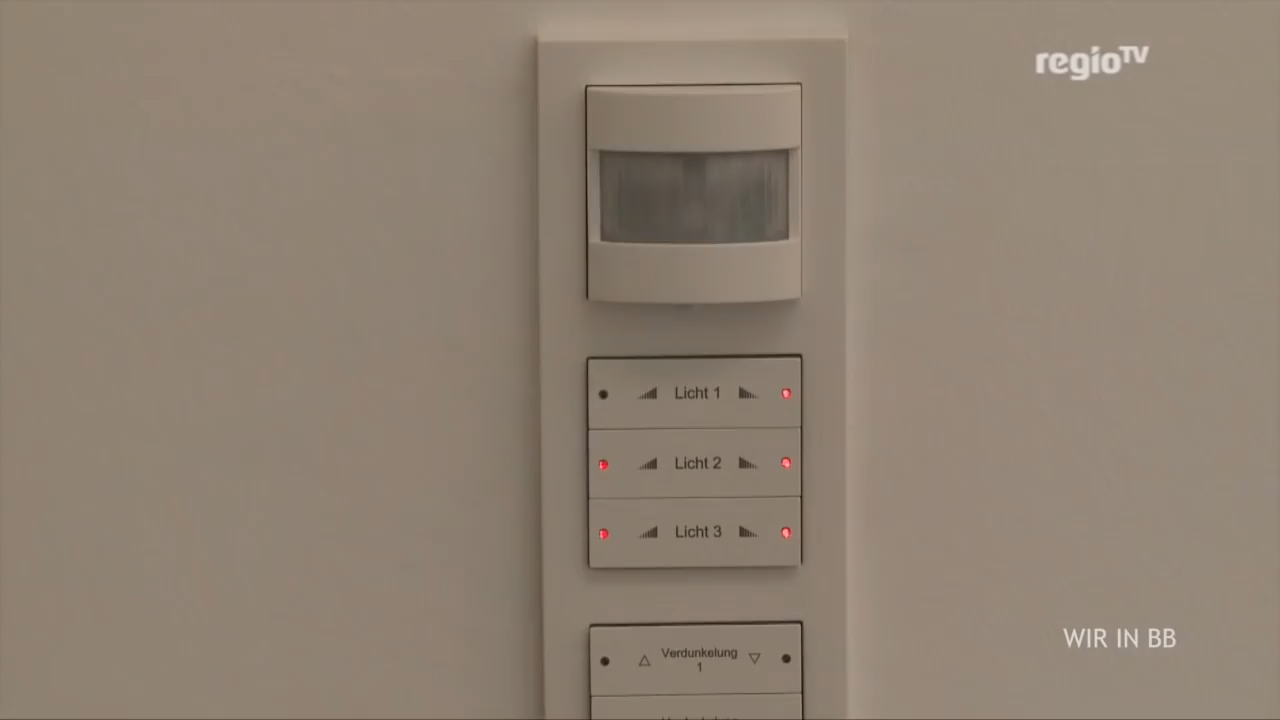 regioTV
Licht 1
Licht 2
Licht 3
Verdunkelung
1
WIR IN BB